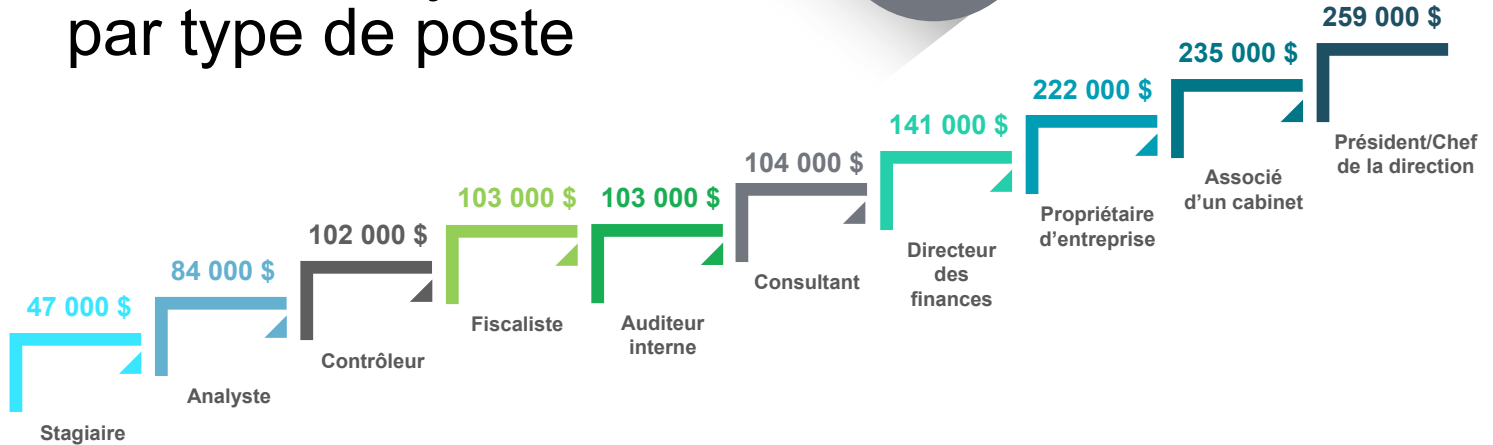 par type de poste
47 000 $
Stagiaire
84 000 $
Analyste
102 000 $
Contrôleur
103 000 $
Fiscaliste
103 000 $
Auditeur
interne
104 000 $
Consultant
141 000 $
Directeur
des
finances
222 000 $
Propriétaire
d’entreprise
235 000 $
Associé
d’un cabinet
259 000 $
Président/Chef
de la direction